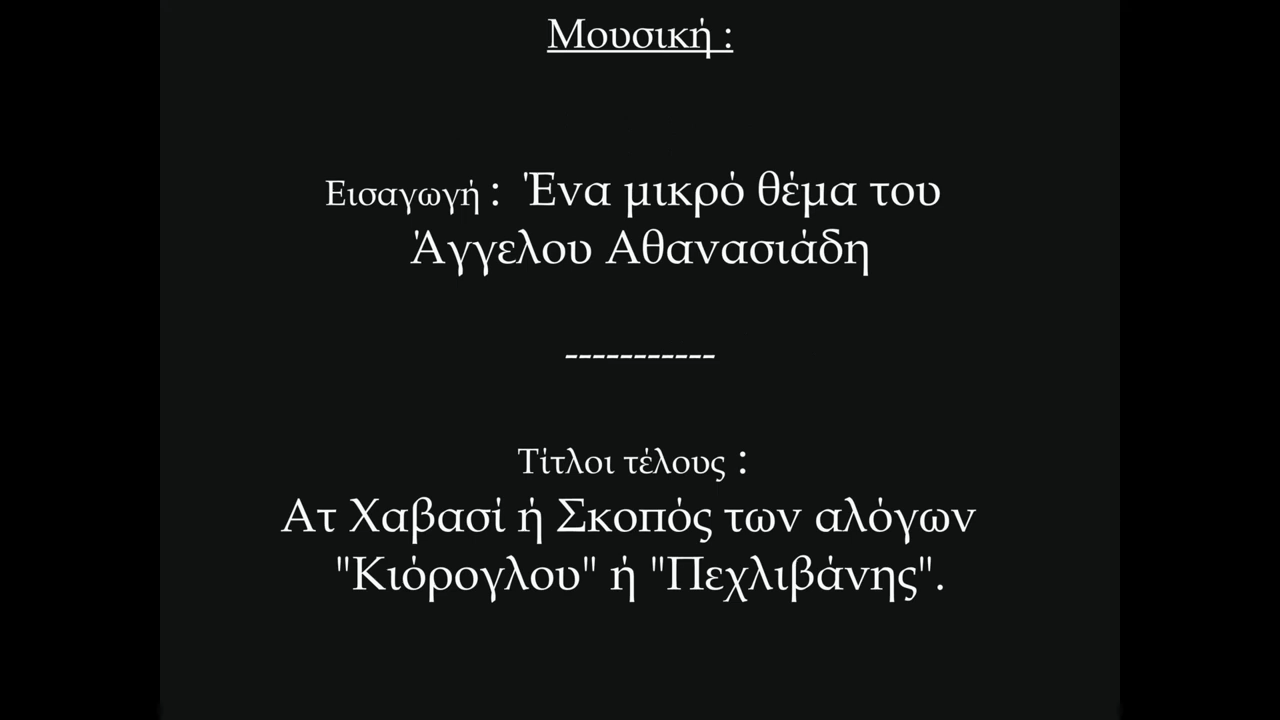 Μουσική :
Εισαγωγή :  Ένα μικρό θέμα του
Άγγελου Αθανασιάδη
-----------
Τίτλοι τέλους :
Ατ Χαβασί ή Σκοπός των αλόγων
"Κιόρογλου" ή "Πεχλιβάνης".